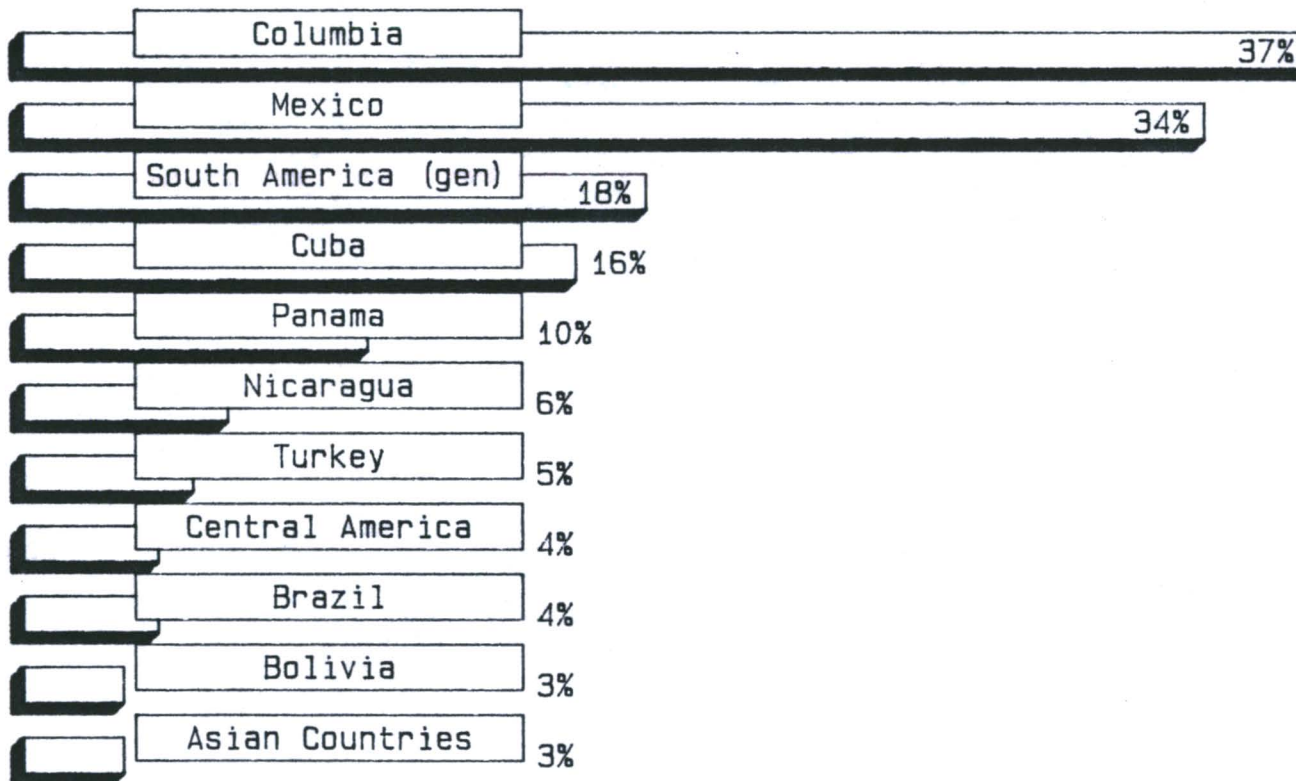 Columbia
37%
Mexico
34%
South America (gen)
18%
Cuba
16%
Panama
10%
Nicaragua
6%
Turkey
5%
Central America
4%
Brazil
4%
Bolivia
3%
Asian Countries
3%